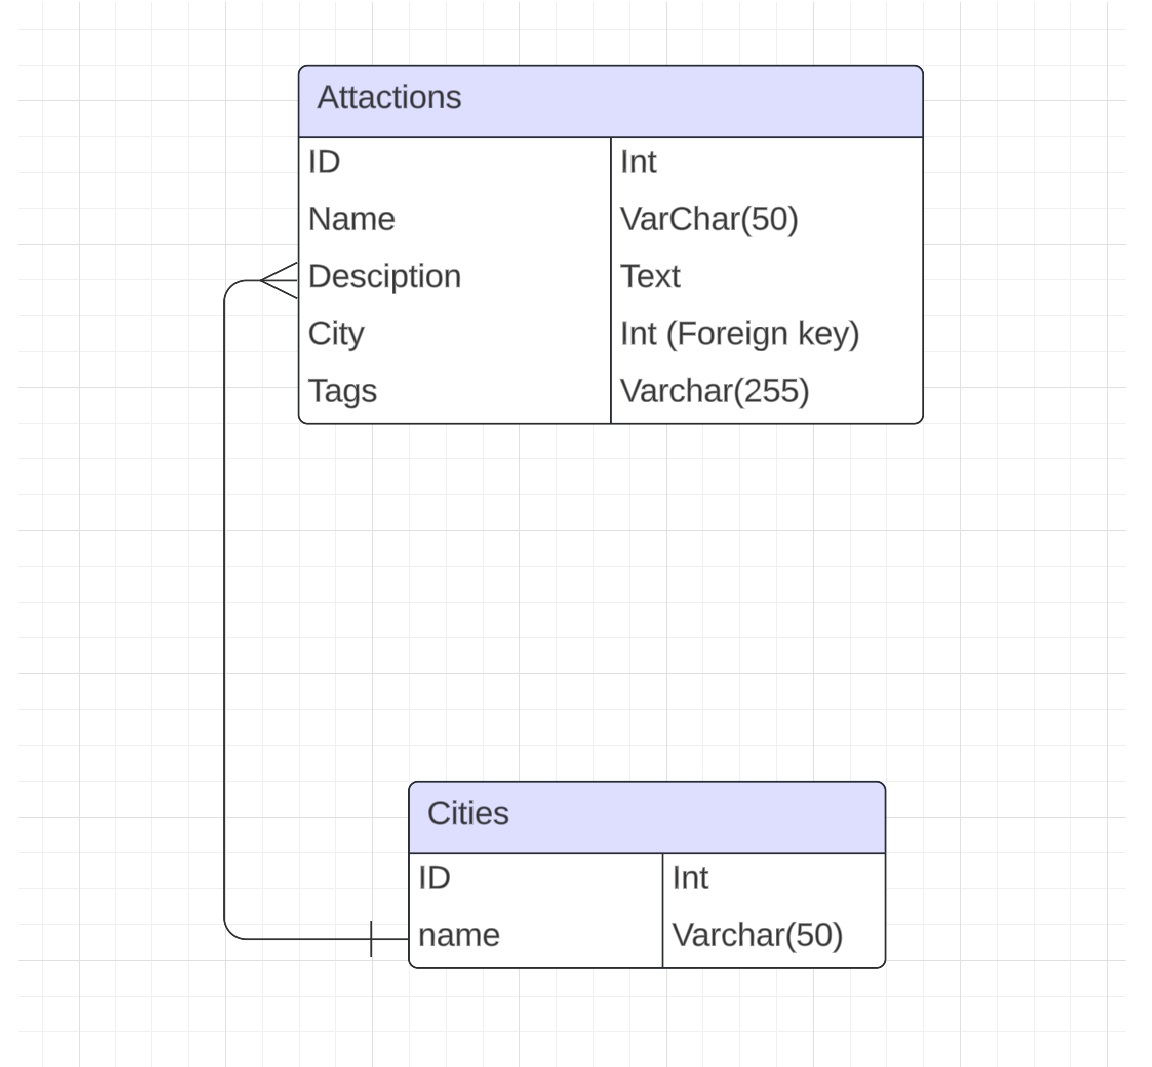 Attactions
ID Int
Name VarChar(50)
Desciption Text
City Int (Foreign key)
Tags Varchar(255)
Cities
ID Int
name Varchar(50)